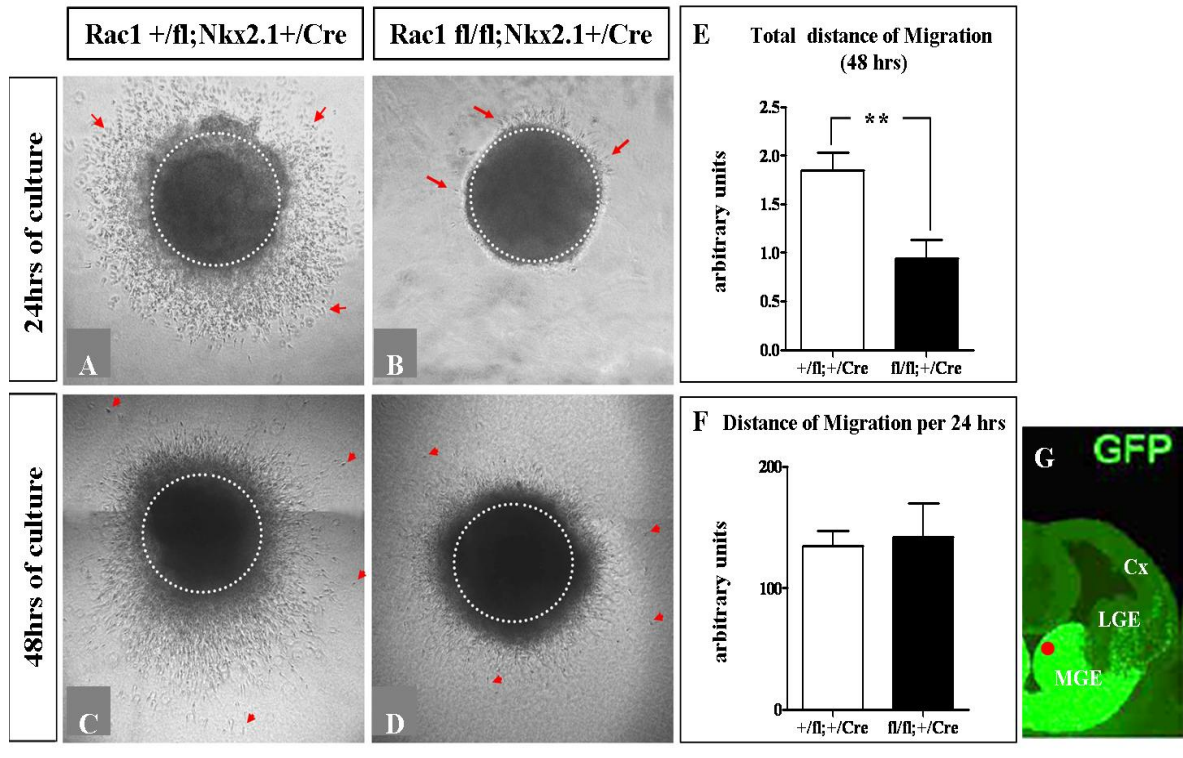 Rac1 +/fl;Nkx2.1+/Cre
Rac1 fl/fl;Nkx2.1+/Cre
24hrs of culture
A
B
48hrs of culture
C
D
E
Total distance of Migration
(48 hrs)
arbitrary units
2.5
2.0
1.5
1.0
0.5
0.0
**
+/fl;+/Cre
fl/fl;+/Cre
F
Distance of Migration per 24 hrs
arbitrary units
200
100
0
+/fl;+/Cre
fl/fl;+/Cre
G
GFP
Cx
LGE
MGE